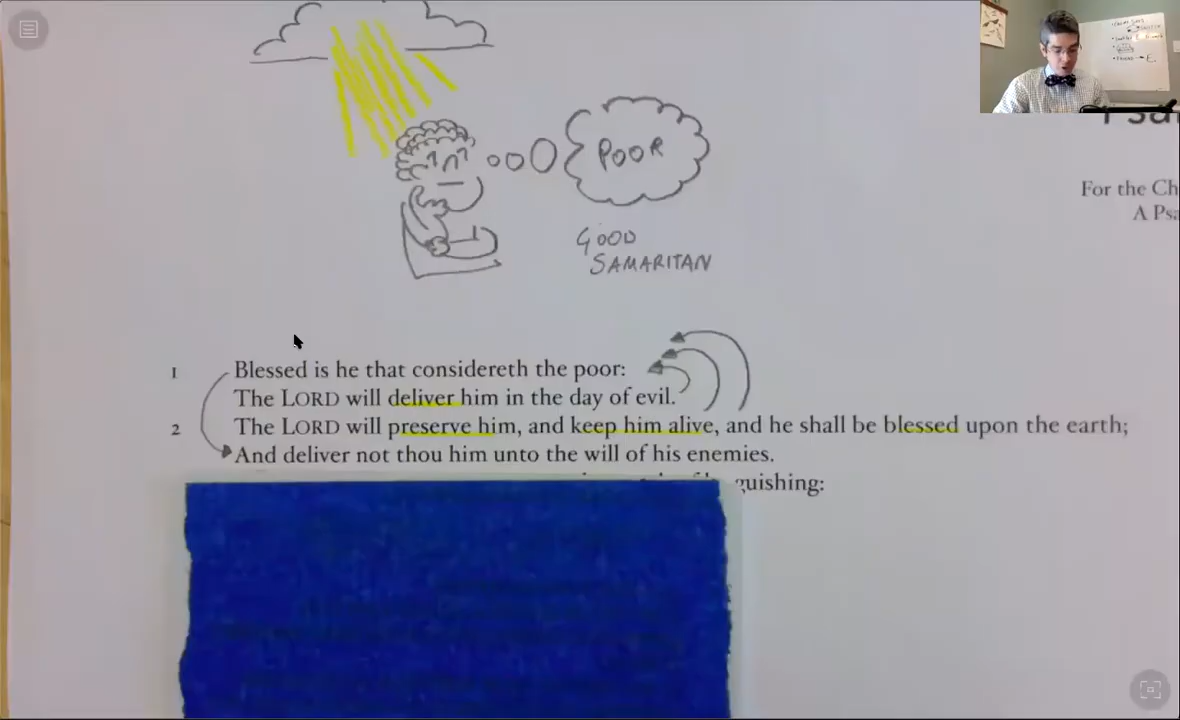 POOR
GOOD
SAMARITAN
For the Ch
A Psa
1 Blessed is he that considereth the poor:
The LORD will deliver him in the day of evil.
2 The LORD will preserve him, and keep him alive, and he shall be blessed upon the earth;
And deliver not thou him unto the will of his enemies.
guishing: